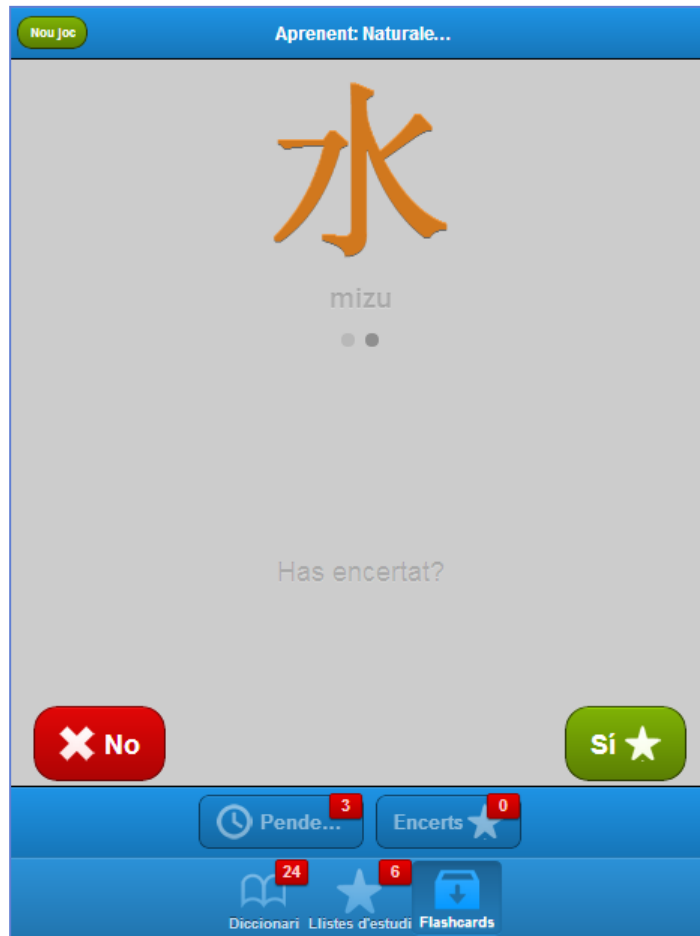 Nou joc
Aprenent: Naturale...
水
mizu
Has encertat?
No
Sí
Pende...
3
Encerts
0
24
Diccionari
6
Llistes d'estudi
Flashcards